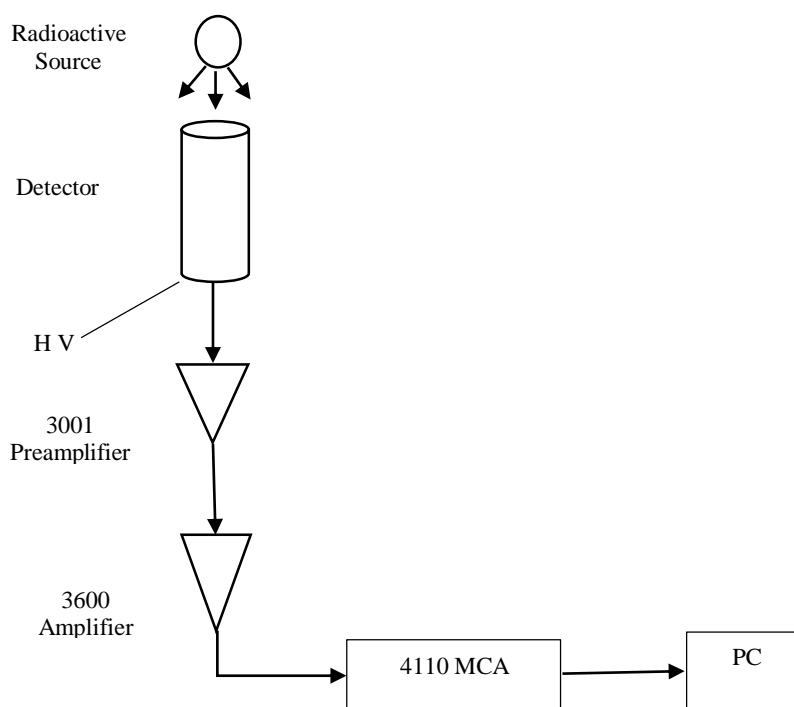 Radioactive
Source
Detector
H V
3001
Preamplifier
3600
Amplifier
4110 MCA
PC